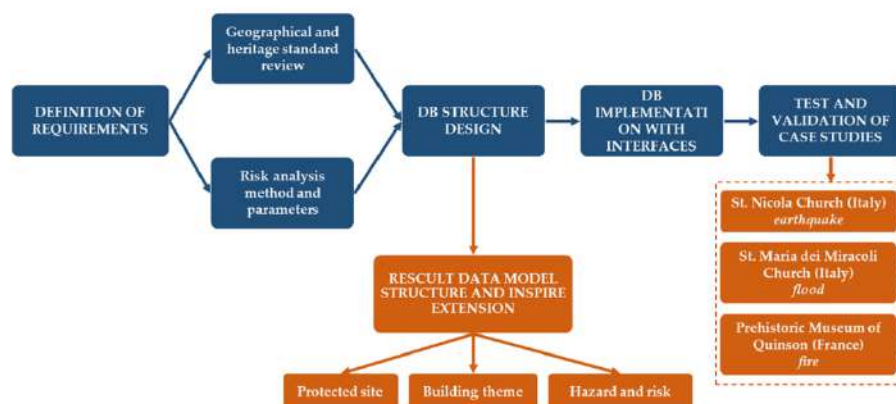 Geographical and
heritage standard
review
DEFINITION OF
REQUIREMENTS
Risk analysis
method and
parameters
DB STRUCTURE
DESIGN
DB
IMPLEMENTATI
ON WITH
INTERFACES
TEST AND
VALIDATION OF
CASE STUDIES
St. Nicola Church (Italy)
earthquake
St. Maria dei Miracoli
Church (Italy)
flood
Prehistoric Museum of
Quinson (France)
fire
RESCULT DATA MODEL
STRUCTURE AND INSPIRE
EXTENSION
Protected site
Building theme
Hazard and risk